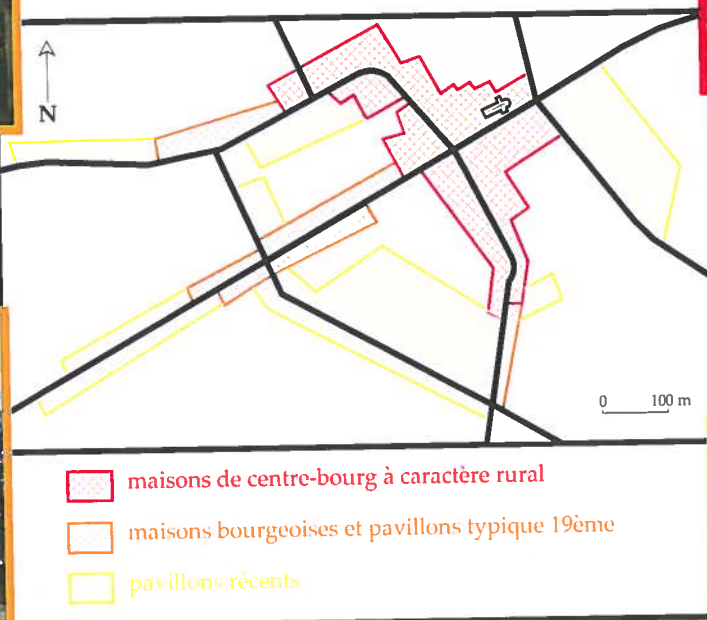 N
0 100 m
maisons de centre-bourg à caractère rural
maisons bourgeoises et pavillons typique 19ème
pavillons récents